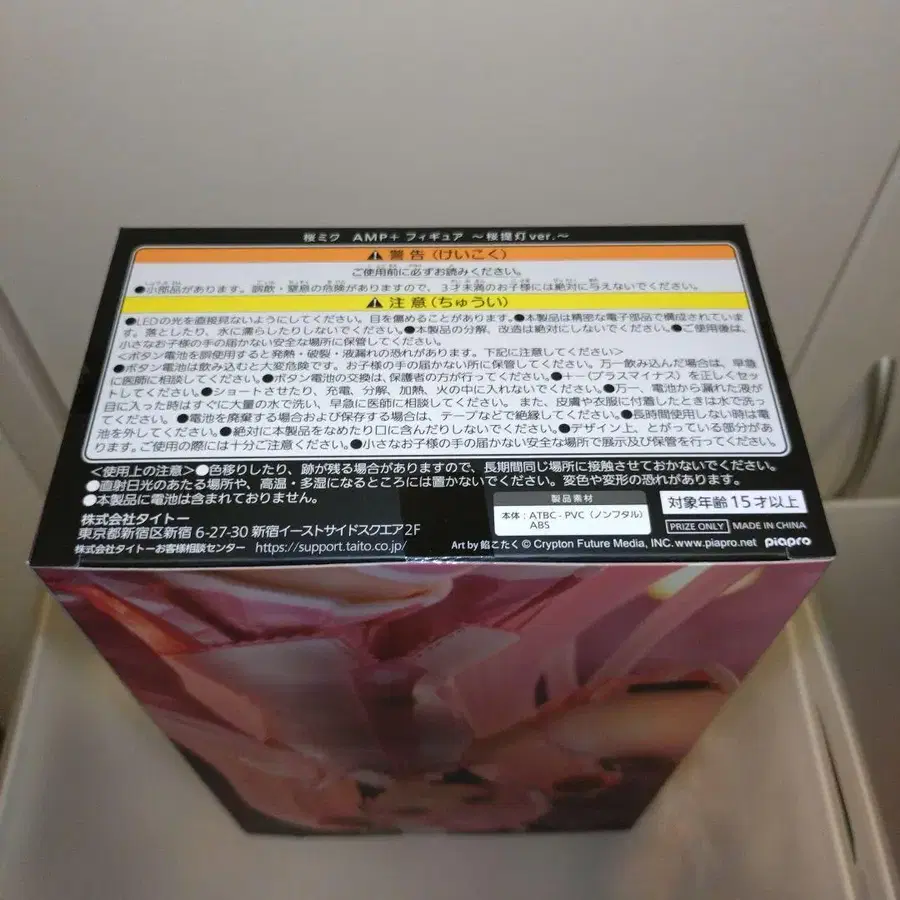 桜ミク AMP+ フィギュア ～桜提灯ver.～
⚠ 警告(けいこく)
ご使用前に必ずお読みください。
●小部品があります。誤飲・窒息の危険がありますので、3才未満のお子様には絶対に与えないでください。
⚠ 注意(ちゅうい)
●LEDの光を直接見ないようにしてください。目を傷めることがあります。●本製品は精密な電子部品で構成されていま
す。落としたり、水に濡らしたりしないでください。●本製品の分解、改造は絶対にしないでください。●ご使用後は、
小さなお子様の手の届かない安全な場所に保管してください。
<ボタン電池を誤使用すると発熱・破裂・液漏れの恐れがあります。下記に注意してください>
●ボタン電池は飲み込むと大変危険です。お子様の手の届かない所に保管してください。万一飲み込んだ場合は、早急
に医師に相談してください。●ボタン電池の交換は、保護者の方が行ってください。●+-(プラスマイナス)を正しくセッ
トしてください。●ショートさせたり、充電、分解、加熱、火の中に入れないでください。●万一、電池から漏れた液が
目に入った時はすぐに大量の水で洗い、早急に医師に相談してください。また、皮膚や衣服に付着したときは水で洗っ
てください。●電池を廃棄する場合および保存する場合は、テープなどで絶縁してください。●長時間使用しない時は電
池を外してください。●絶対に本製品をなめたり口に含んだりしないでください。●デザイン上、とがっている部分があ
ります。ご使用の際には十分ご注意ください。●小さなお子様の手の届かない安全な場所で展示及び保管を行ってください。
<使用上の注意>●色移りしたり、跡が残る場合がありますので、長期間同じ場所に接触させておかないでください。
●直射日光のあたる場所や、高温・多湿になるところには置かないでください。変色や変形の恐れがあります。
●本製品に電池は含まれておりません。
製品素材
本体:ATBC-PVC(ノンフタル)
ABS
対象年齢15才以上
株式会社タイトー
東京都新宿区新宿 6-27-30 新宿イーストサイドスクエア2F
PRIZE ONLY MADE IN CHINA
株式会社タイトーお客様相談センター https://support.taito.co.jp/
Art by 餡こたく © Crypton Future Media, INC. www.piapro.net piapro